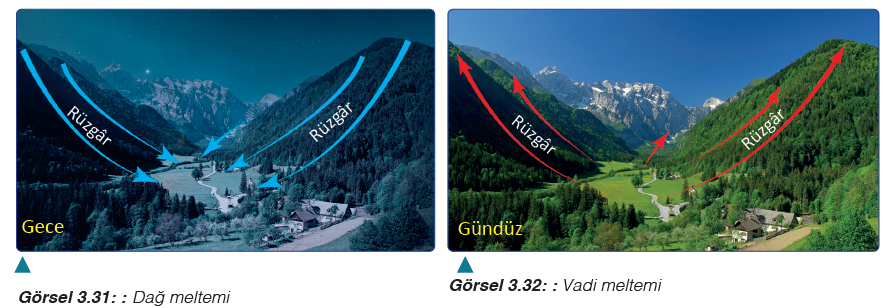 Rüzgâr
Rüzgâr
Gece
Görsel 3.31: : Dağ meltemi
Rüzgâr
Rüzgâr
Gündüz
Görsel 3.32: : Vadi meltemi